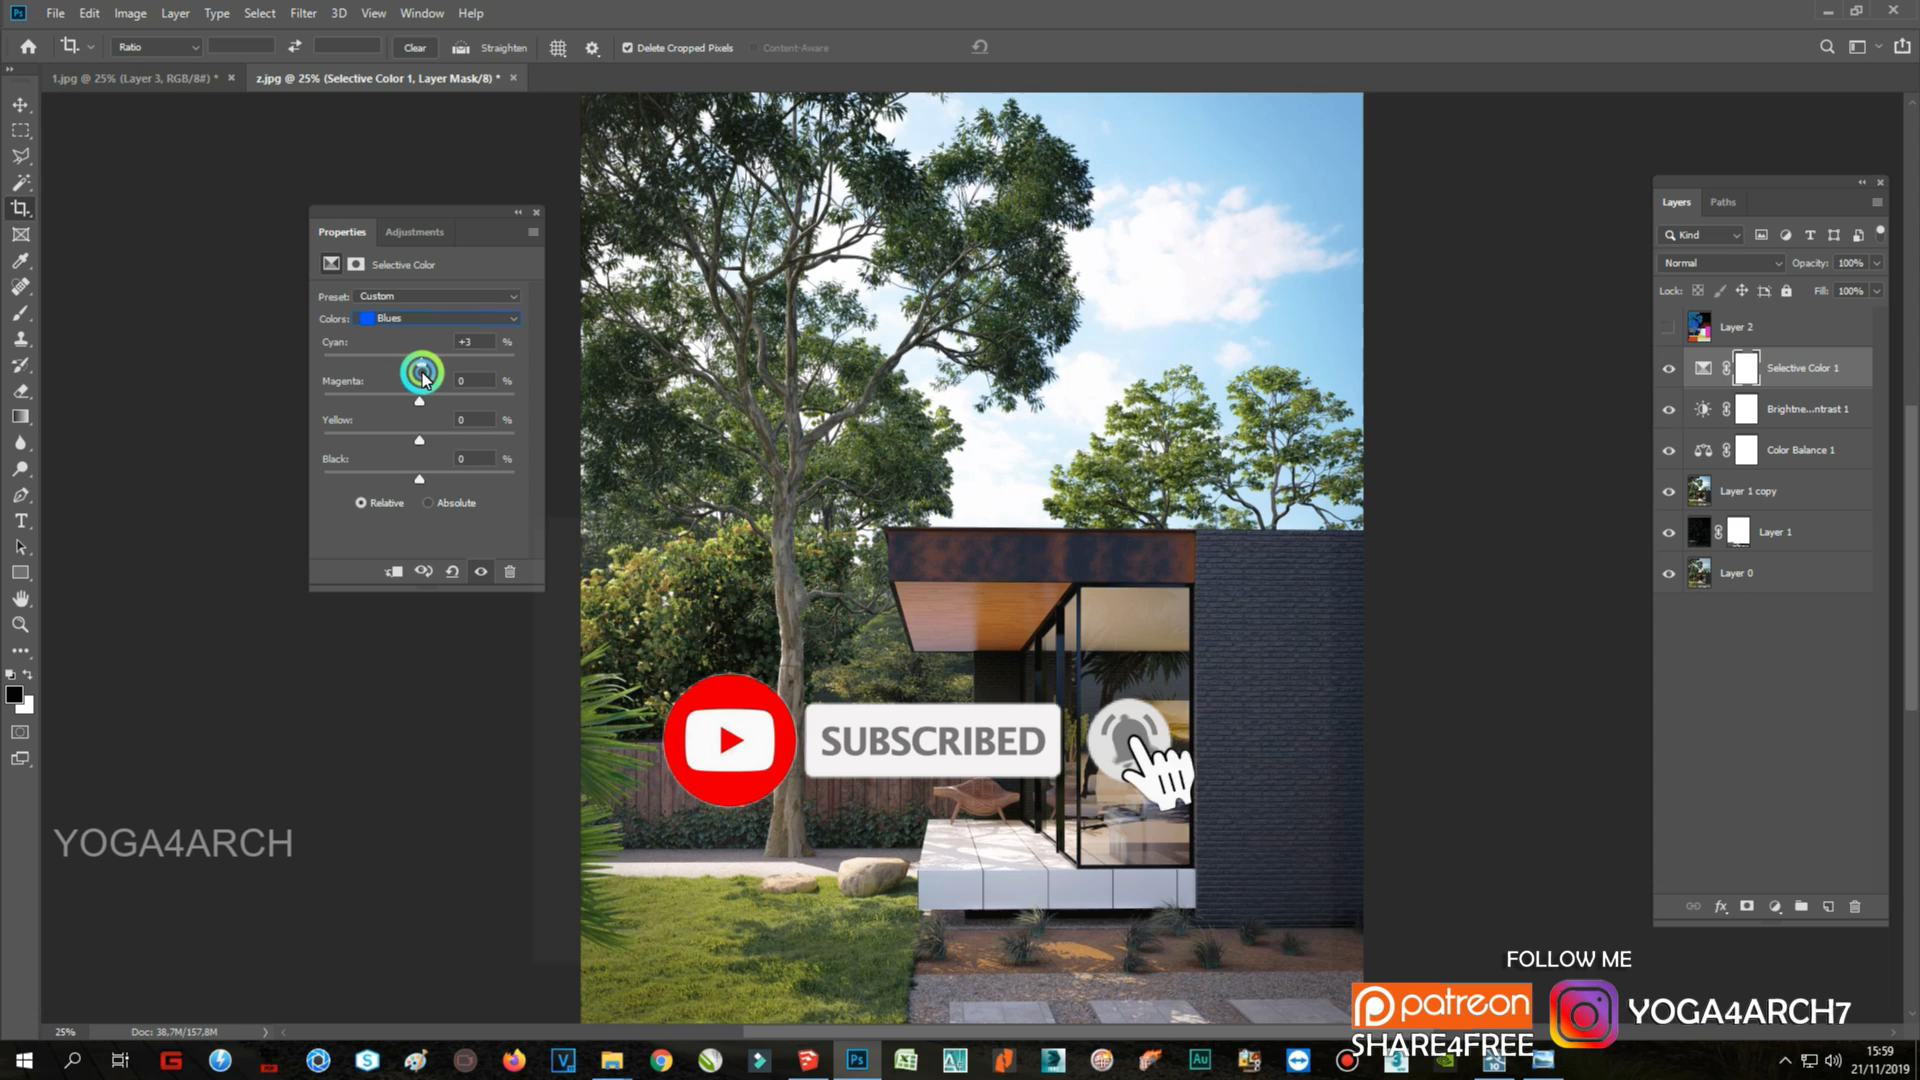 Ps File Edit Image Layer Type Select Filter 3D View Window Help
Ratio Clear Straighten Delete Cropped Pixels Content-Aware
1.jpg @ 25% (Layer 3, RGB/8#) * × z.jpg @ 25% (Selective Color 1, Layer Mask/8) * ×
Properties Adjustments
Selective Color
Preset: Custom
Colors: Blues
Cyan: +3 %
Magenta: 0 %
Yellow: 0 %
Black: 0 %
Relative Absolute
Layers Paths
Kind
Normal Opacity: 100%
Lock: Fill: 100%
Layer 2
Selective Color 1
Brightne...ntrast 1
Color Balance 1
Layer 1 copy
Layer 1
Layer 0
fx
SUBSCRIBED
YOGA4ARCH
FOLLOW ME
patreon
SHARE4FREE
YOGA4ARCH7
25% Doc: 38,7M/157,8M
Ps
Au
15:59
21/11/2019